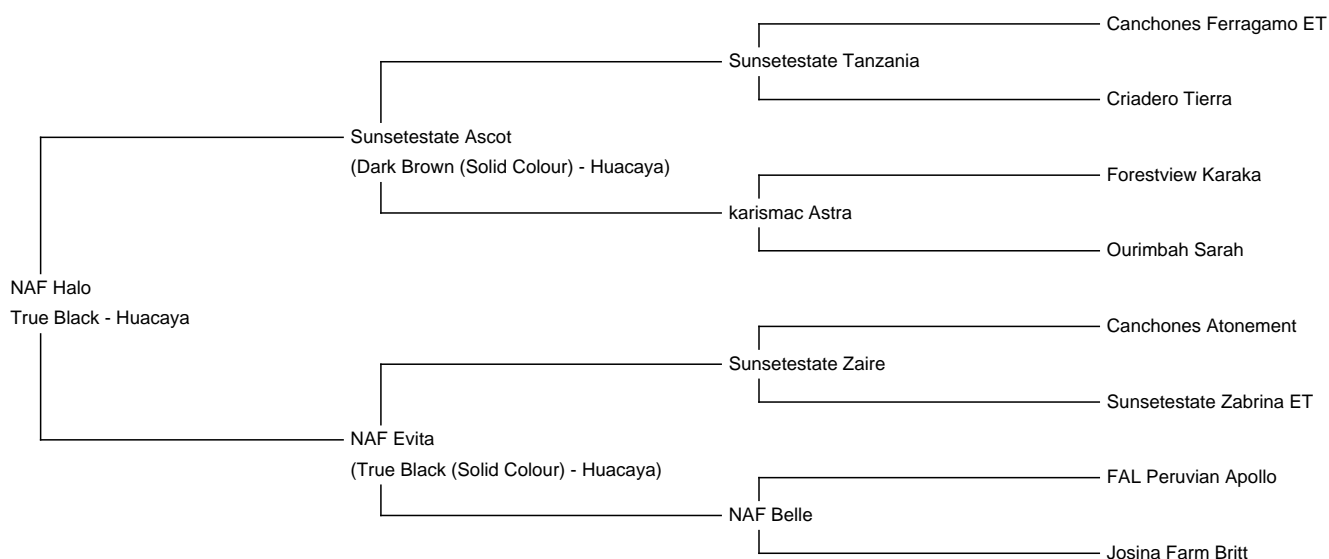 Canchones Ferragamo ET
Sunsetestate Tanzania
Criadero Tierra
Sunsetestate Ascot
(Dark Brown (Solid Colour) - Huacaya)
Forestview Karaka
karismac Astra
Ourimbah Sarah
NAF Halo
True Black - Huacaya
Canchones Atonement
Sunsetestate Zaire
Sunsetestate Zabrina ET
NAF Evita
(True Black (Solid Colour) - Huacaya)
FAL Peruvian Apollo
NAF Belle
Josina Farm Britt